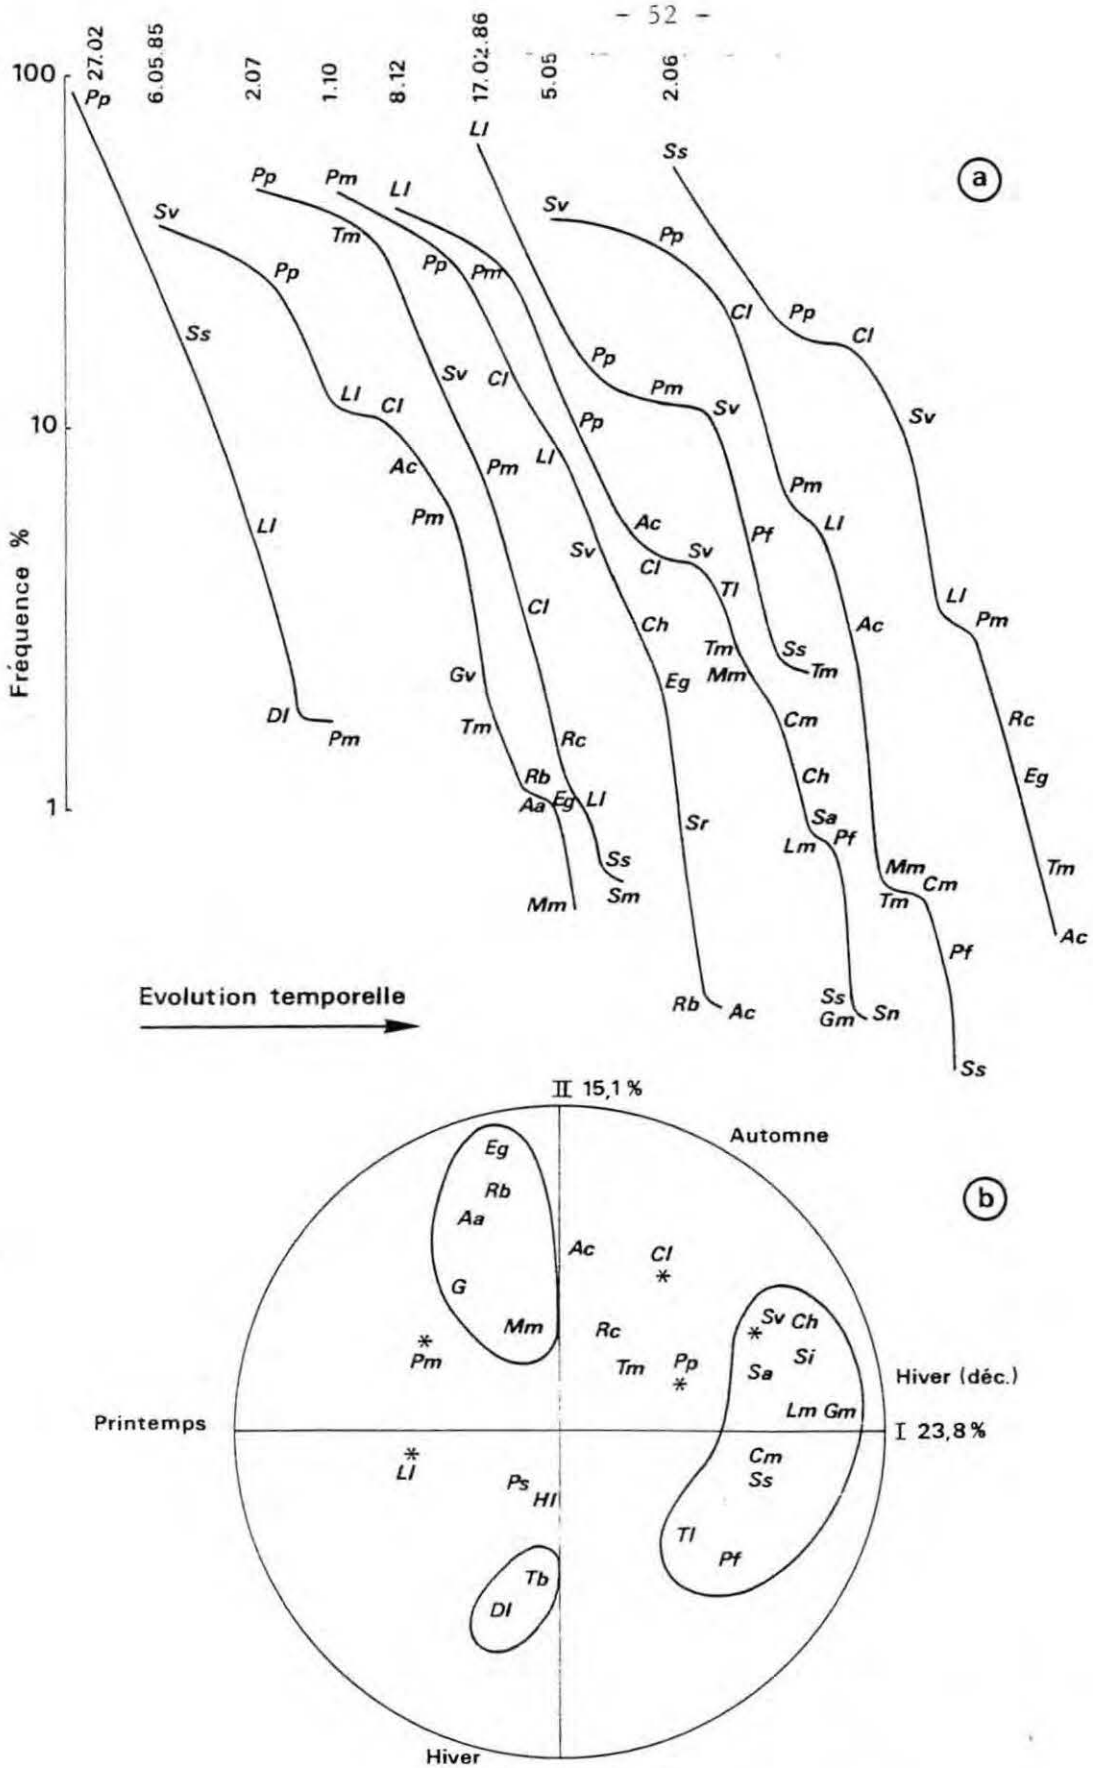 - 52 -
27.02
6.05.85
2.07
1.10
8.12
17.02.86
5.05
2.06
a
Fréquence %
100
10
1
Pp
Ss
Ll
Dl
Pm
Sv
Pp
Ll
Cl
Ac
Pm
Gv
Tm
Rb
Aa
Mm
Pp
Tm
Sv
Pm
Cl
Rc
Eg Ll
Ss
Sm
Pm
Pp
Cl
Ll
Sv
Ch
Eg
Sr
Rb
Ac
Ll
Pm
Pp
Ac
Cl
Sv
Tl
Tm
Mm
Cm
Ch
Sa
Lm
Pf
Ss
Gm
Sn
Ll
Pp
Pm
Sv
Pf
Ss
Tm
Sv
Pp
Cl
Pm
Ll
Ac
Mm
Tm
Cm
Pf
Ss
Ss
Pp
Cl
Sv
Ll
Pm
Rc
Eg
Tm
Ac
Evolution temporelle
II 15,1 %
Automne
b
Eg
Rb
Aa
G
Mm
Ac
Cl
*
Rc
Tm
Pp
*
*
Pm
Sv Ch
*
Si
Sa
Lm Gm
Hiver (déc.)
Printemps
I 23,8 %
*
Ll
Ps
Hl
Cm
Ss
Tl
Pf
Tb
Dl
Hiver